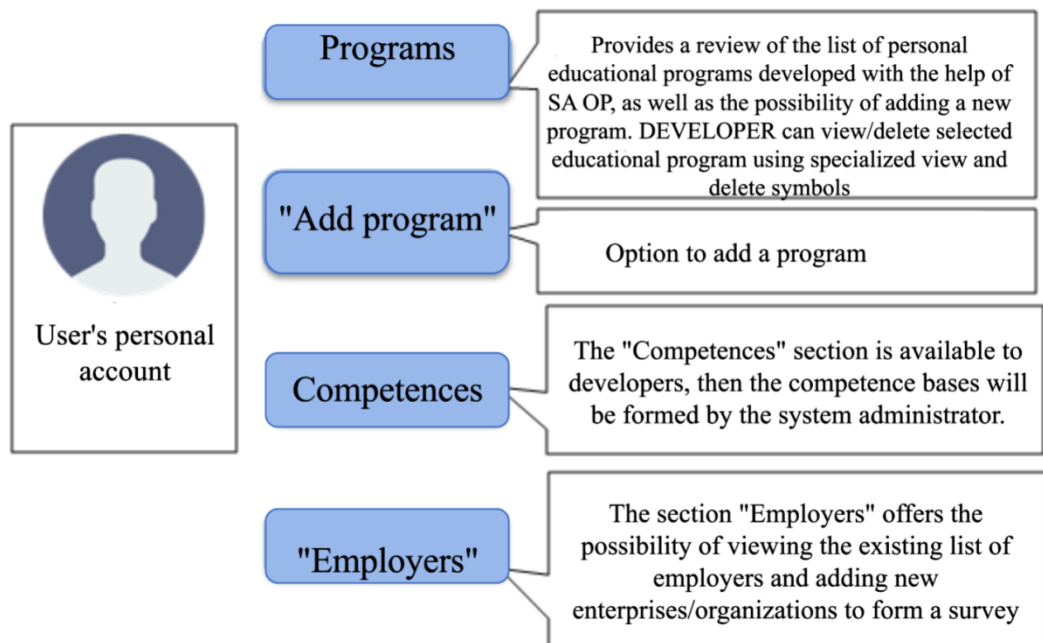 User's personal
account
Programs
Provides a review of the list of personal
educational programs developed with the help of
SA OP, as well as the possibility of adding a new
program. DEVELOPER can view/delete selected
educational program using specialized view and
delete symbols
"Add program"
Option to add a program
Competences
The "Competences" section is available to
developers, then the competence bases will
be formed by the system administrator.
"Employers"
The section "Employers" offers the
possibility of viewing the existing list of
employers and adding new
enterprises/organizations to form a survey